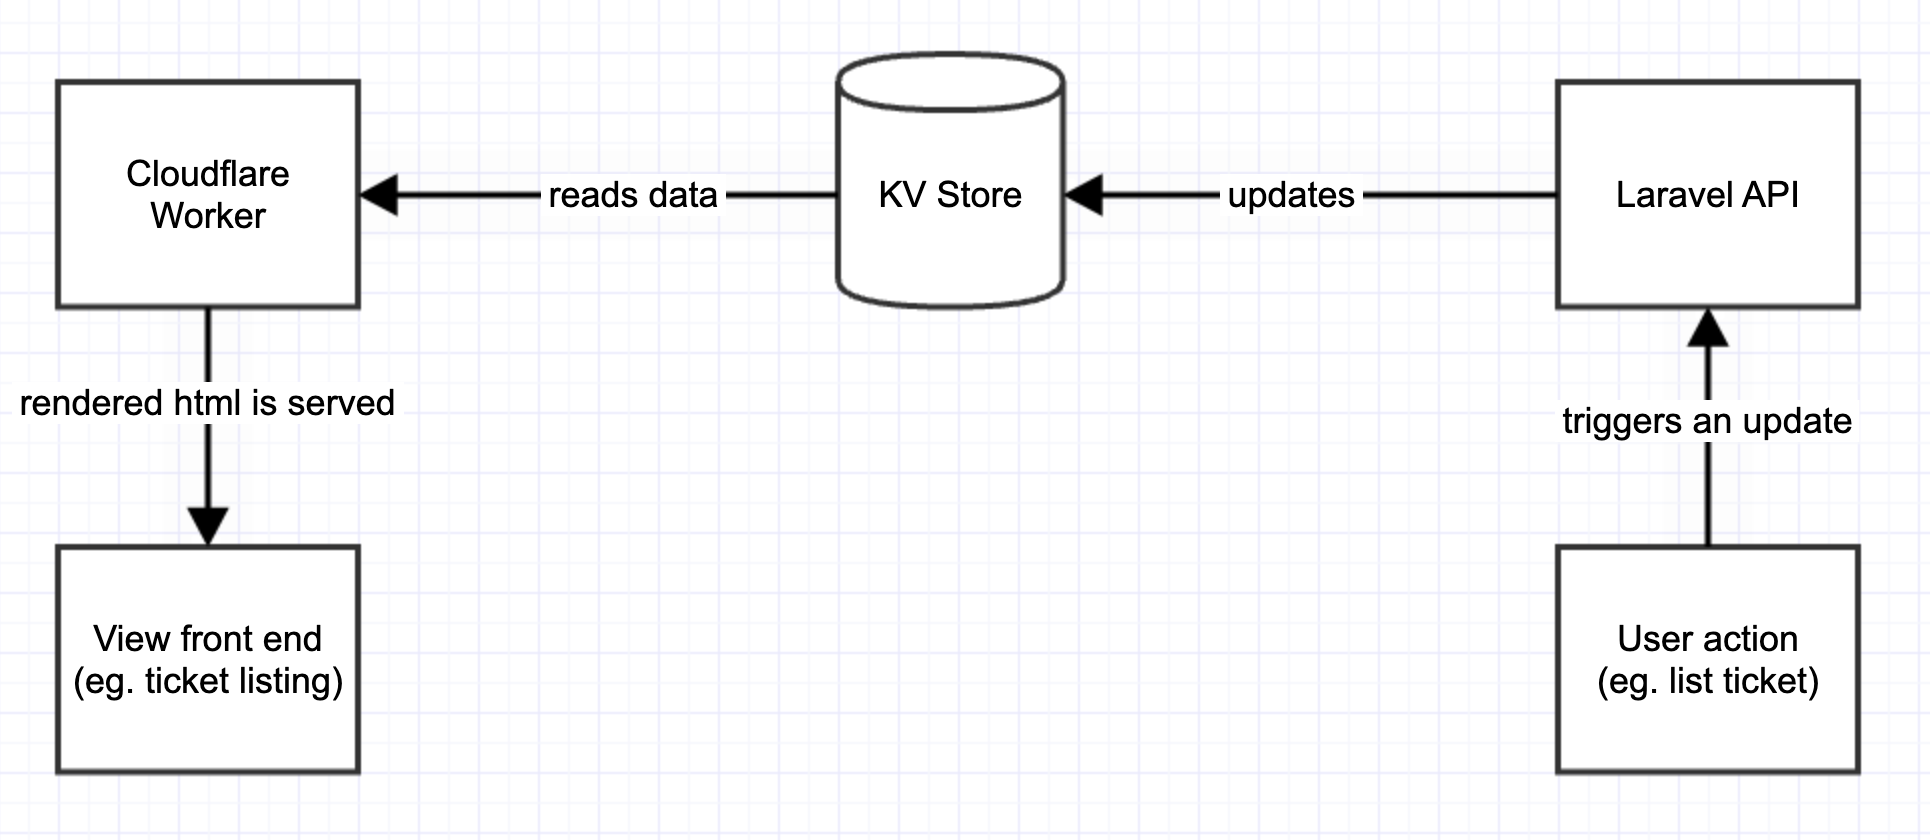 Cloudflare
Worker
reads data
KV Store
updates
Laravel API
rendered html is served
triggers an update
View front end
(eg. ticket listing)
User action
(eg. list ticket)